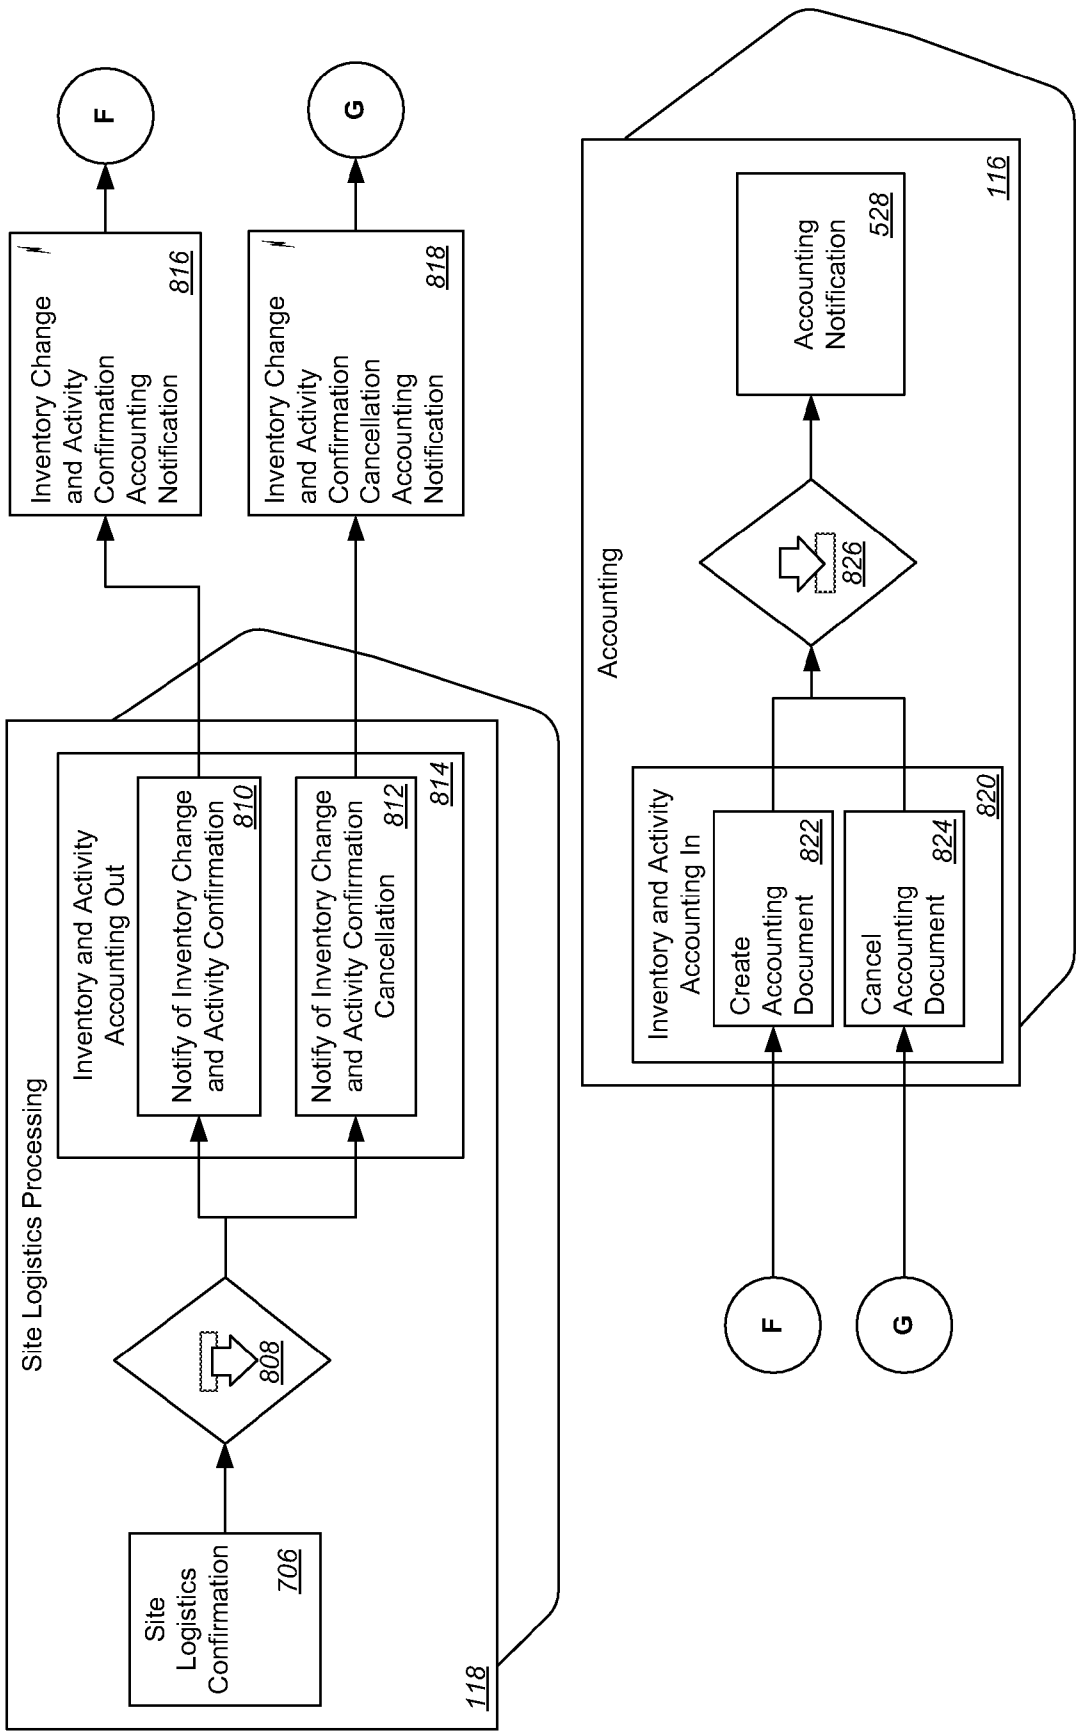 Site Logistics Processing
118
Site
Logistics
Confirmation
706
808
Inventory and Activity
Accounting Out
Notify of Inventory Change
and Activity Confirmation
810
Notify of Inventory Change
and Activity Confirmation
Cancellation
812
814
Inventory Change
and Activity
Confirmation
Accounting
Notification
816
F
Inventory Change
and Activity
Confirmation
Cancellation
Accounting
Notification
818
G
F
G
Accounting
Inventory and Activity
Accounting In
Create
Accounting
Document
822
Cancel
Accounting
Document
824
820
826
Accounting
Notification
528
116